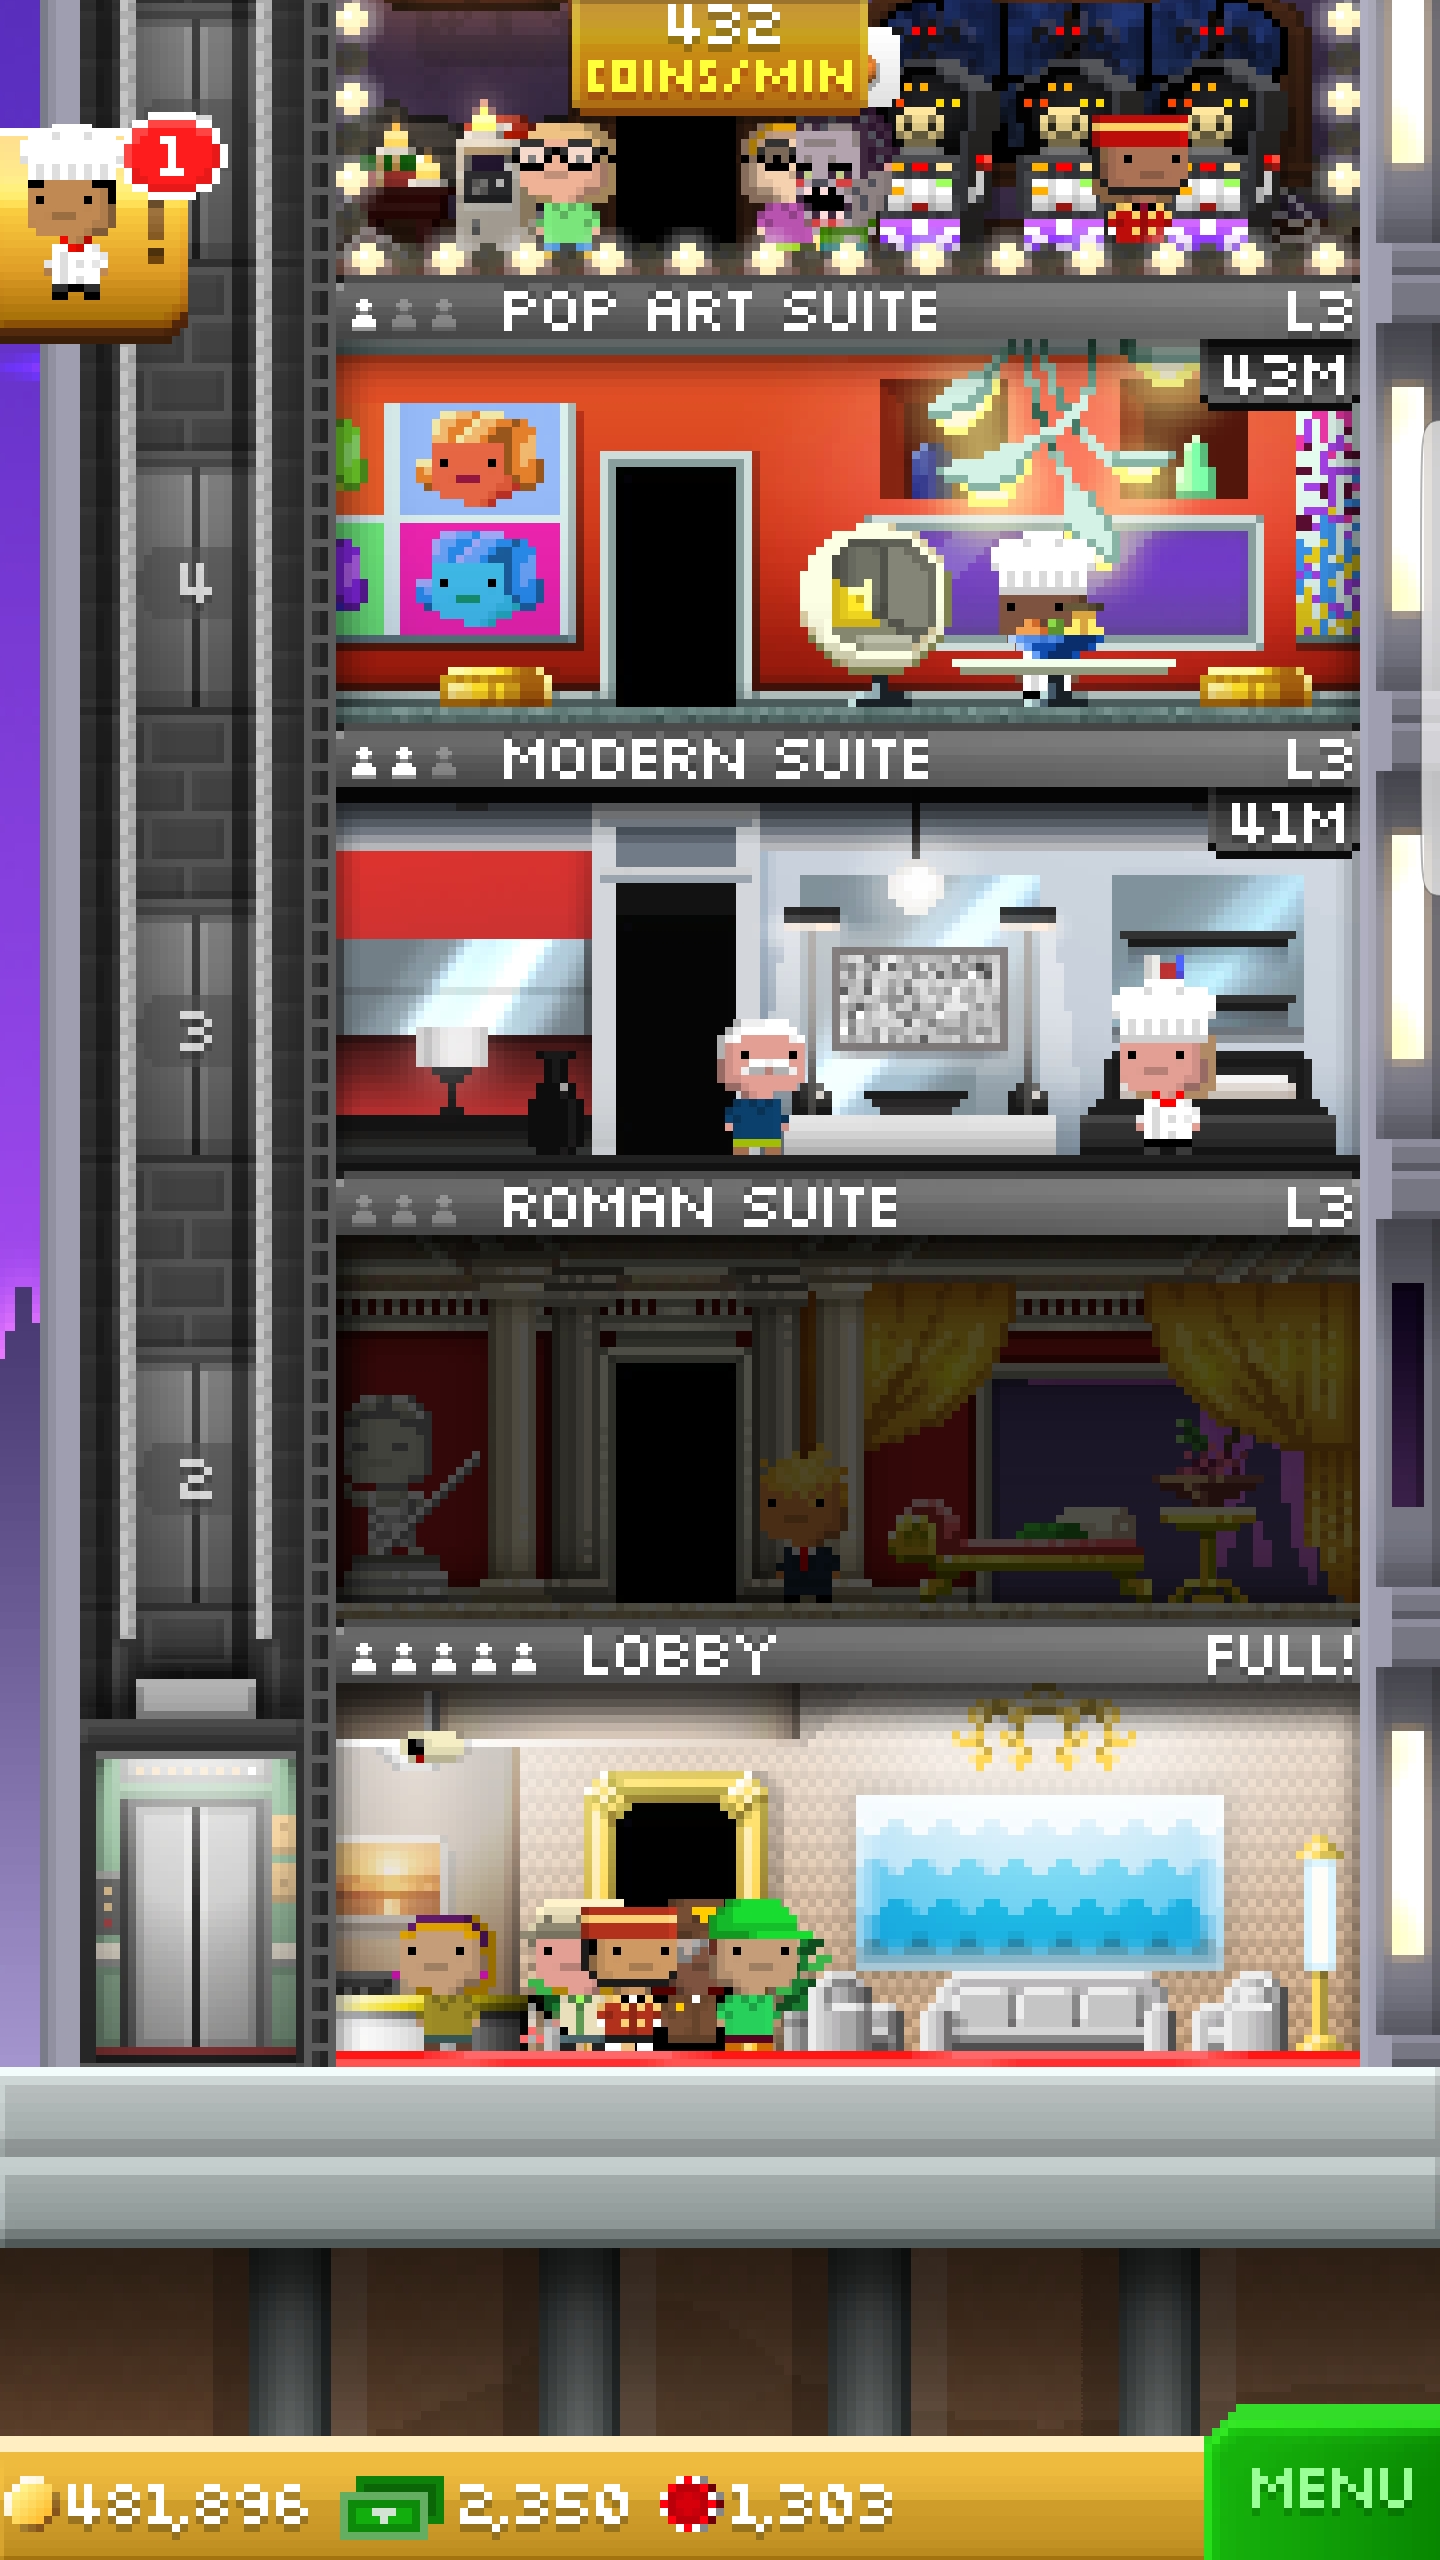 432
COINS/MIN
1
POP ART SUITE L3
43M
4
MODERN SUITE L3
41M
3
ROMAN SUITE L3
2
LOBBY FULL!
481,896 2,350 1,303
MENU